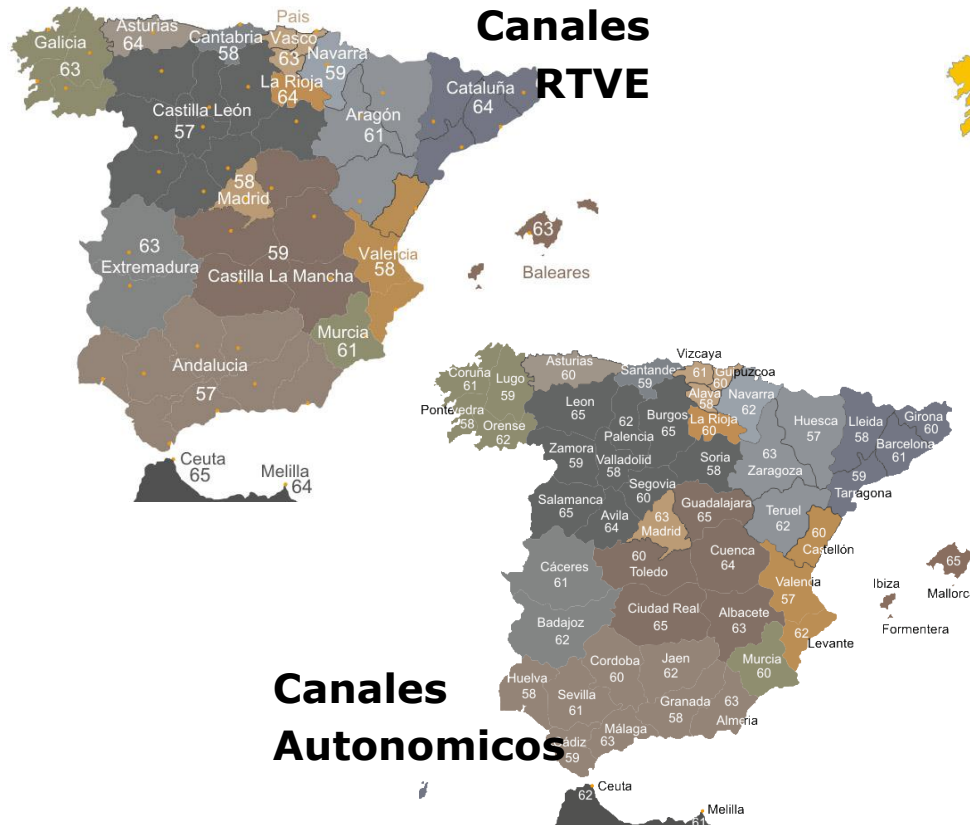 Canales
RTVE
Pais
Vasco
63
Galicia
63
Asturias
64
Cantabria
58
Navarra
59
La Rioja
64
Castilla León
57
Aragón
61
Cataluña
64
58
Madrid
63
Extremadura
59
Castilla La Mancha
Valencia
58
63
Baleares
Murcia
61
Andalucia
57
Ceuta
65
Melilla
64
Canales
Autonomicos
Vizcaya
61
Guipuzcoa
60
Coruña
61
Lugo
59
Pontevedra
58
Orense
62
Asturias
60
Santander
59
Alava
58
Navarra
62
La Rioja
60
Leon
65
62
Palencia
Burgos
65
Huesca
57
Lleida
58
Girona
60
Barcelona
61
59
Tarragona
Zamora
59
Valladolid
58
Soria
58
63
Zaragoza
Segovia
60
Salamanca
65
Avila
64
63
Madrid
Guadalajara
65
Teruel
62
60
Castellón
60
Toledo
Cuenca
64
Cáceres
61
Valencia
57
65
Mallorc
Ibiza
Formentera
Badajoz
62
Ciudad Real
65
Albacete
63
62
Levante
Murcia
60
Huelva
58
Sevilla
61
Cordoba
60
Jaen
62
Granada
58
63
Almeria
Málaga
63
Cádiz
59
Ceuta
62
Melilla
61